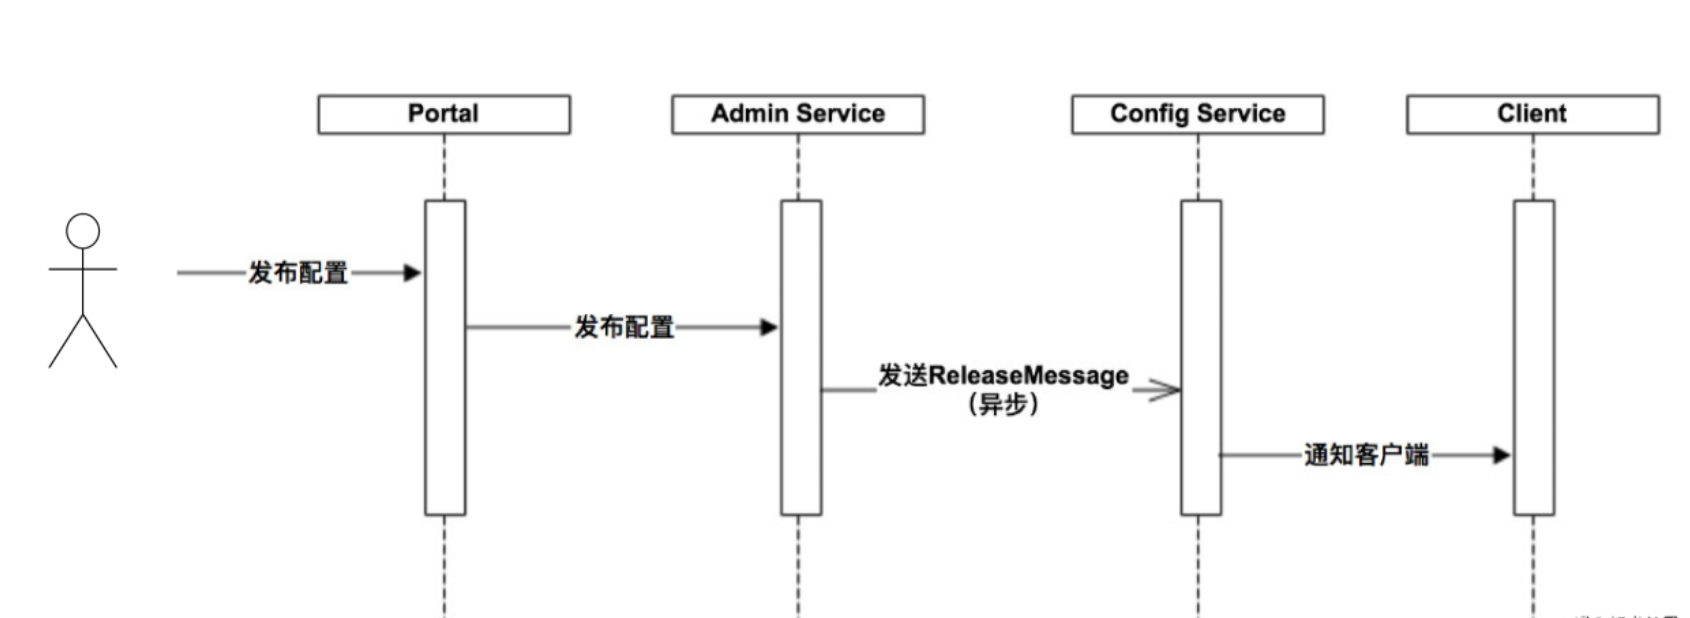 Portal
Admin Service
Config Service
Client
发布配置
发布配置
发送ReleaseMessage
（异步）
通知客户端